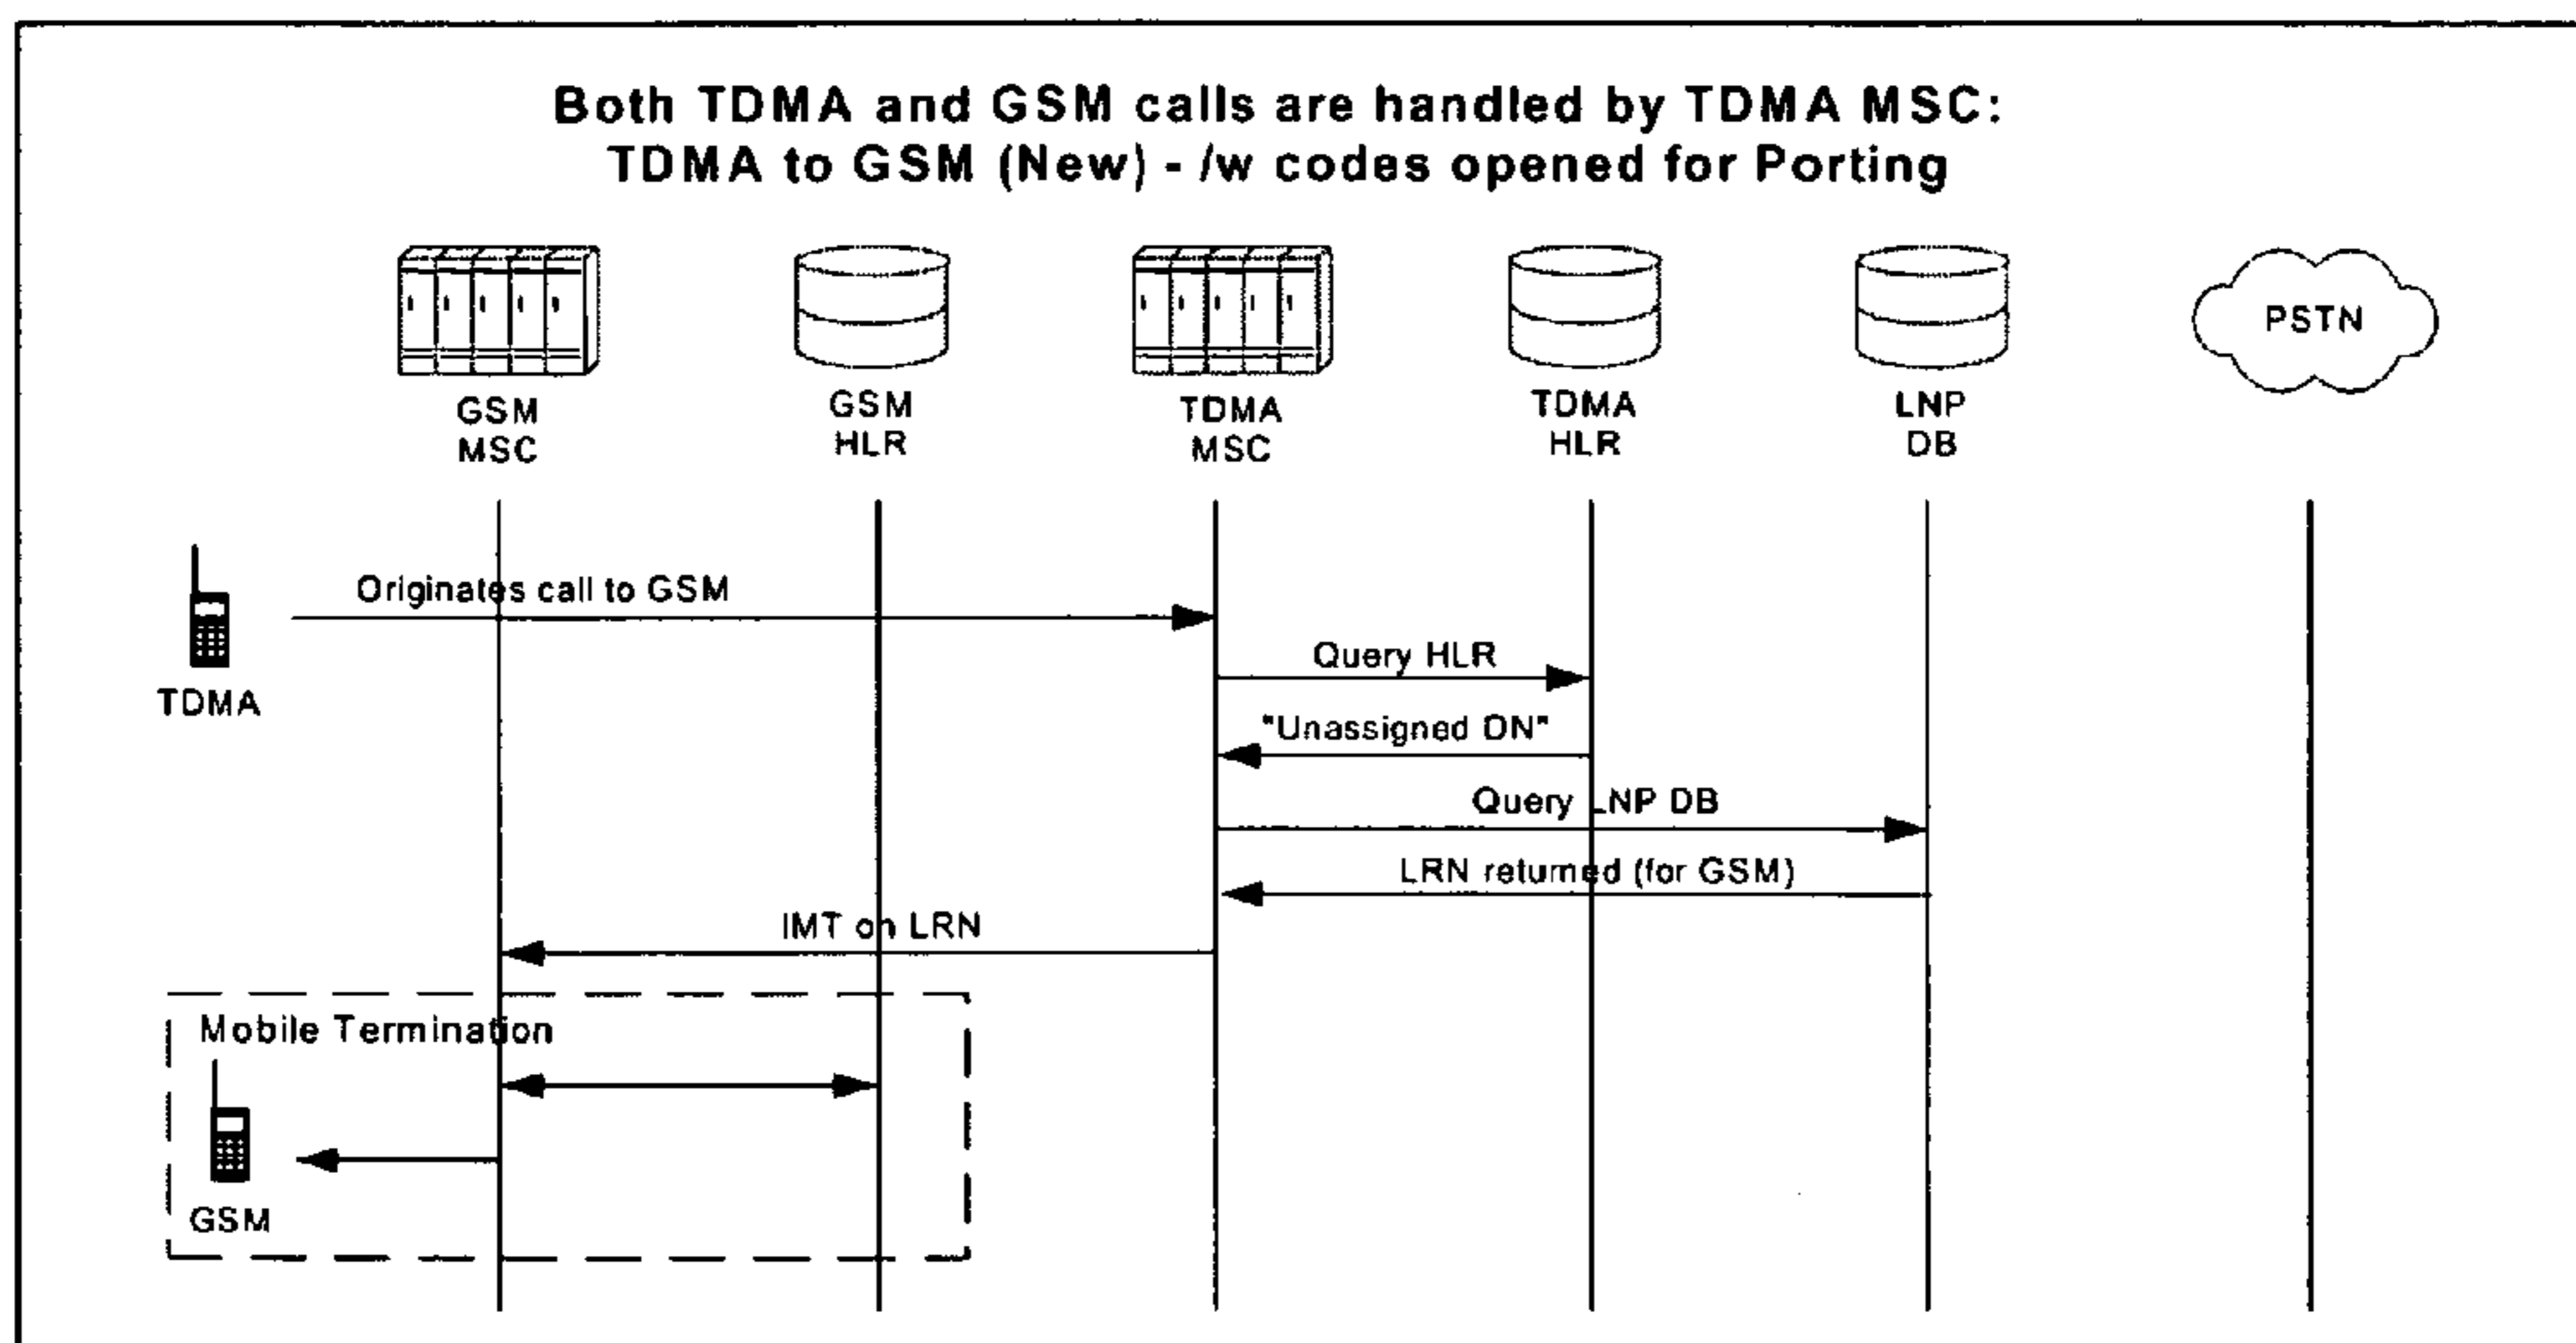 Both TDMA and GSM calls are handled by TDMA MSC:
TDMA to GSM (New) - /w codes opened for Porting
PSTN
GSM
MSC
GSM
HLR
TDMA
MSC
TDMA
HLR
LNP
DB
Originates call to GSM
Query HLR
TDMA
"Unassigned DN"
Query LNP DB
LRN returned (for GSM)
IMT on LRN
Mobile Termination
GSM